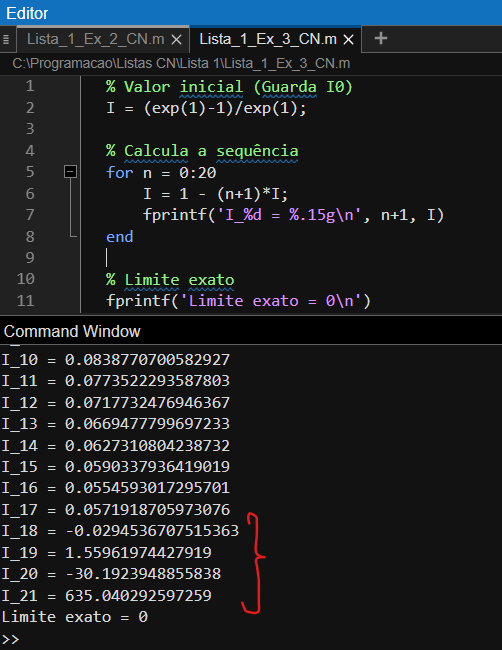 Editor
Lista_1_Ex_2_CN.m × Lista_1_Ex_3_CN.m × +
C:\Programacao\Listas CN\Lista 1\Lista_1_Ex_3_CN.m
1 % Valor inicial (Guarda I0)
2 I = (exp(1)-1)/exp(1);
3
4 % Calcula a sequência
5 for n = 0:20
6 I = 1 - (n+1)*I;
7 fprintf('I_%d = %.15g\n', n+1, I)
8 end
9
10 % Limite exato
11 fprintf('Limite exato = 0\n')
Command Window
I_10 = 0.0838770700582927
I_11 = 0.0773522293587803
I_12 = 0.0717732476946367
I_13 = 0.0669477799697233
I_14 = 0.0627310804238732
I_15 = 0.0590337936419019
I_16 = 0.0554593017295701
I_17 = 0.0571918705973076
I_18 = -0.0294536707515363
I_19 = 1.55961974427919
I_20 = -30.1923948855838
I_21 = 635.040292597259
Limite exato = 0
>>